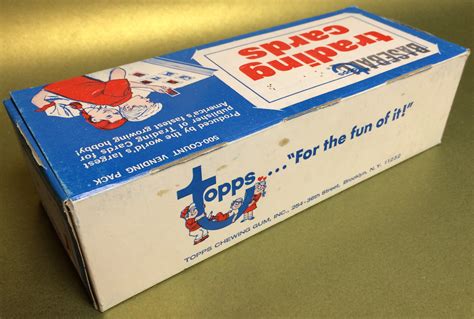 BASEBALL
trading
cards
Produced by the world's largest
Publisher of Trading Cards for
America's fastest growing hobby!
500-COUNT VENDING PACK
Topps ... "For the fun of it!"
TOPPS CHEWING GUM, INC., 254-36th Street, Brooklyn, N.Y. 11232